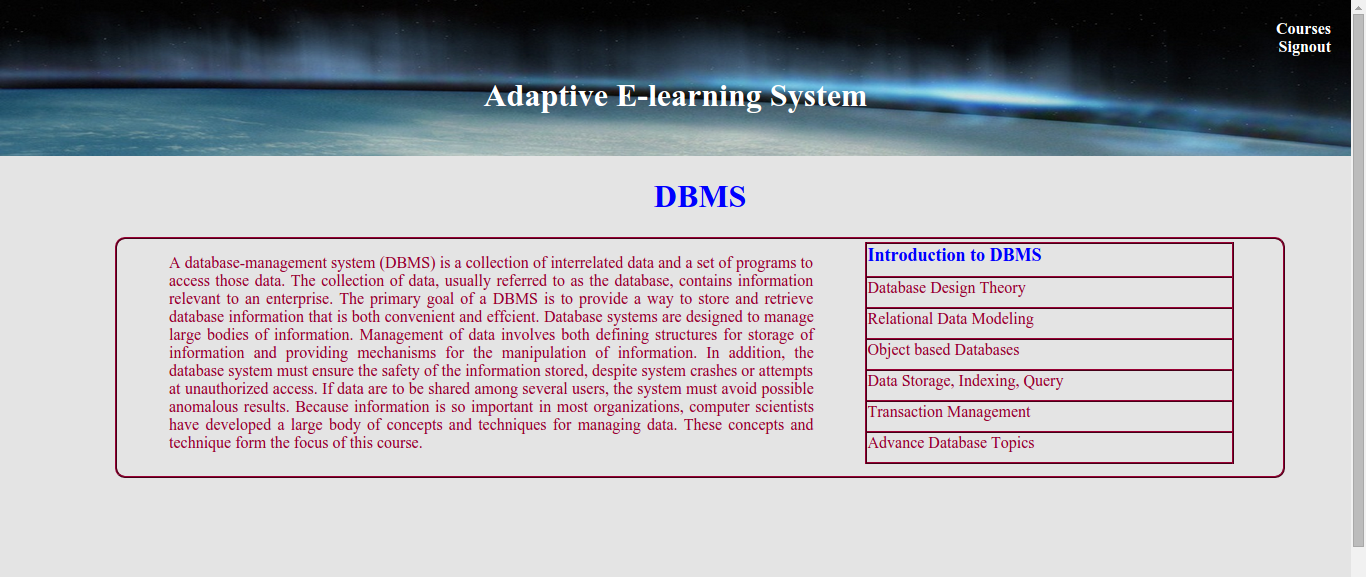 Courses
Signout
Adaptive E-learning System
DBMS
A database-management system (DBMS) is a collection of interrelated data and a set of programs to
access those data. The collection of data, usually referred to as the database, contains information
relevant to an enterprise. The primary goal of a DBMS is to provide a way to store and retrieve
database information that is both convenient and effcient. Database systems are designed to manage
large bodies of information. Management of data involves both defining structures for storage of
information and providing mechanisms for the manipulation of information. In addition, the
database system must ensure the safety of the information stored, despite system crashes or attempts
at unauthorized access. If data are to be shared among several users, the system must avoid possible
anomalous results. Because information is so important in most organizations, computer scientists
have developed a large body of concepts and techniques for managing data. These concepts and
technique form the focus of this course.
Introduction to DBMS
Database Design Theory
Relational Data Modeling
Object based Databases
Data Storage, Indexing, Query
Transaction Management
Advance Database Topics